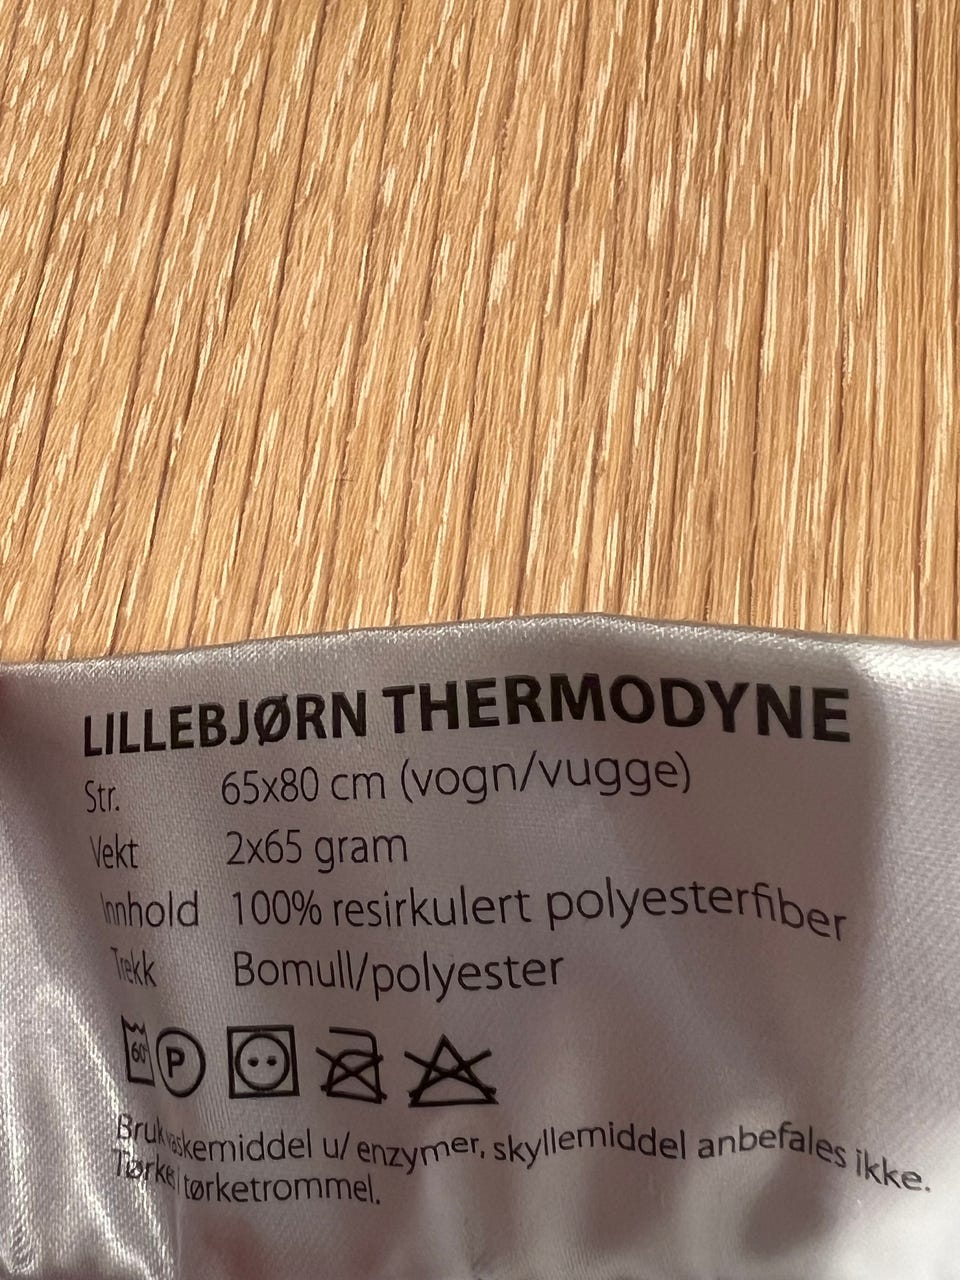 LILLEBJØRN THERMODYNE
Str. 65x80 cm (vogn/vugge)
Vekt 2x65 gram
Innhold 100% resirkulert polyesterfiber
Trekk Bomull/polyester
60° P
Bruk vaskemiddel u/ enzymer, skyllemiddel anbefales ikke.
Tørke i tørketrommel.